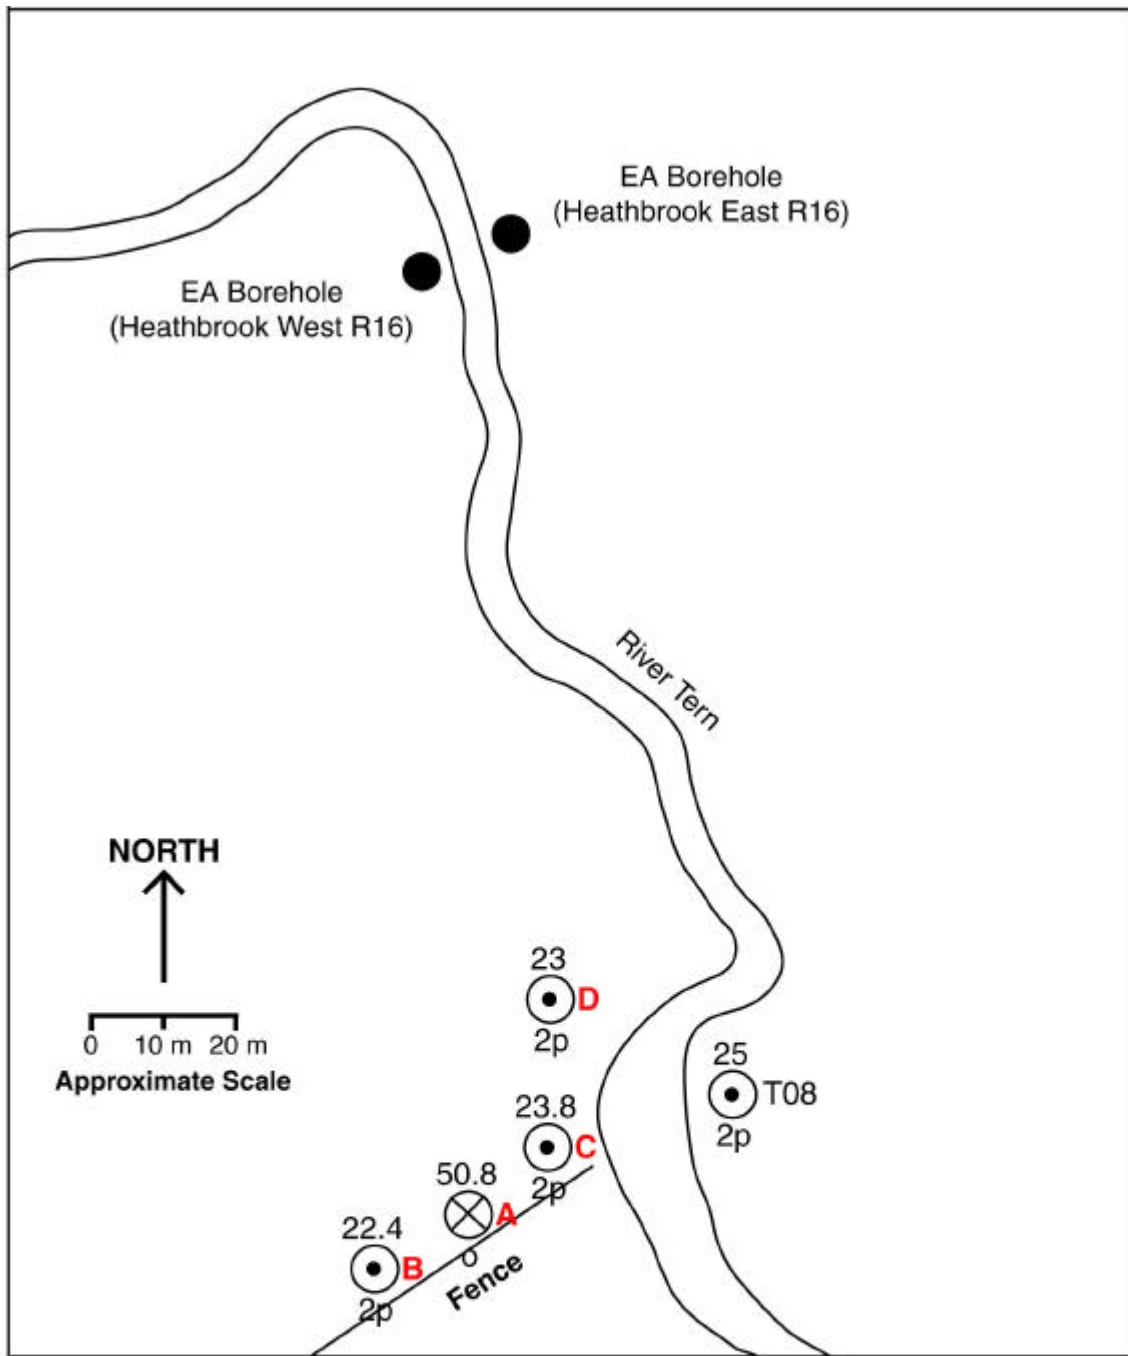 EA Borehole
(Heathbrook East R16)
EA Borehole
(Heathbrook West R16)
River Tern
NORTH
0 10 m 20 m
Approximate Scale
23
D
2p
25
T08
2p
23.8
C
2p
50.8
A
o
22.4
B
2p
Fence